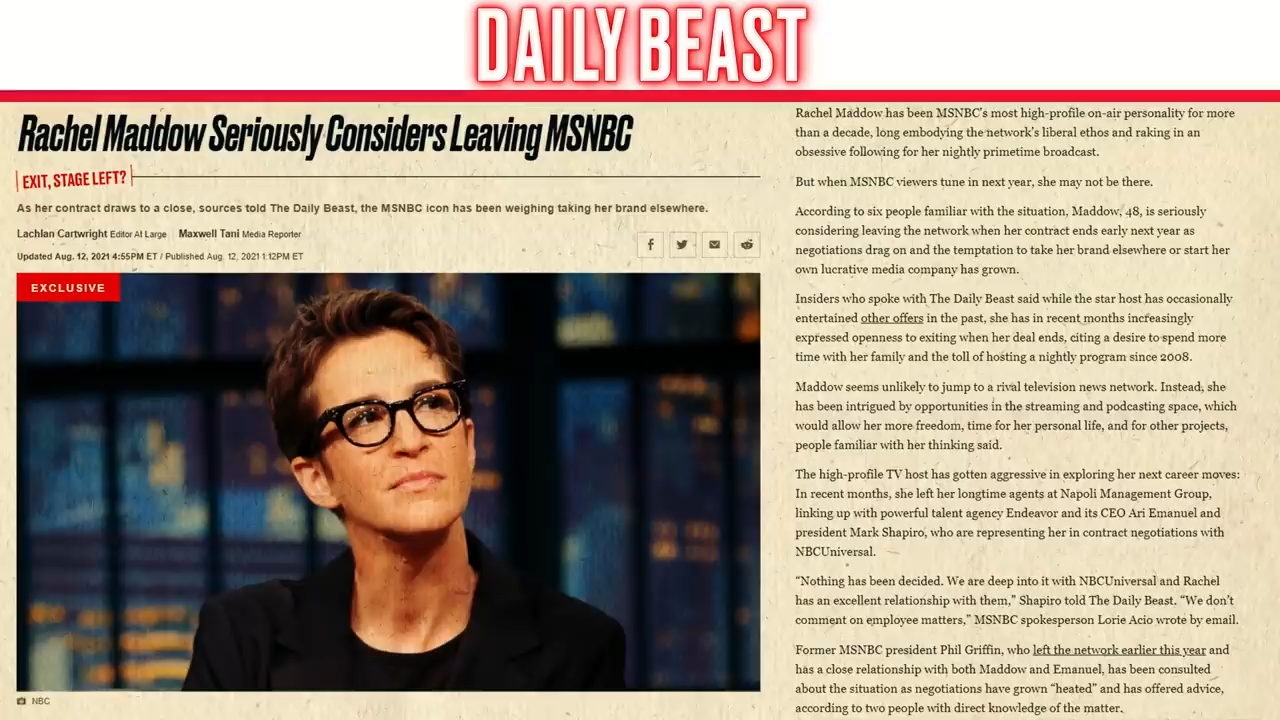 DAILY BEAST
Rachel Maddow Seriously Considers Leaving MSNBC
EXIT, STAGE LEFT?
As her contract draws to a close, sources told The Daily Beast, the MSNBC icon has been weighing taking her brand elsewhere.
Lachlan Cartwright Editor At Large Maxwell Tani Media Reporter
Updated Aug. 12, 2021 4:55PM ET / Published Aug. 12, 2021 1:12PM ET
EXCLUSIVE
NBC
Rachel Maddow has been MSNBC's most high-profile on-air personality for more
than a decade, long embodying the network's liberal ethos and raking in an
obsessive following for her nightly primetime broadcast.
But when MSNBC viewers tune in next year, she may not be there.
According to six people familiar with the situation, Maddow, 48, is seriously
considering leaving the network when her contract ends early next year as
negotiations drag on and the temptation to take her brand elsewhere or start her
own lucrative media company has grown.
Insiders who spoke with The Daily Beast said while the star host has occasionally
entertained other offers in the past, she has in recent months increasingly
expressed openness to exiting when her deal ends, citing a desire to spend more
time with her family and the toll of hosting a nightly program since 2008.
Maddow seems unlikely to jump to a rival television news network. Instead, she
has been intrigued by opportunities in the streaming and podcasting space, which
would allow her more freedom, time for her personal life, and for other projects,
people familiar with her thinking said.
The high-profile TV host has gotten aggressive in exploring her next career moves:
In recent months, she left her longtime agents at Napoli Management Group,
linking up with powerful talent agency Endeavor and its CEO Ari Emanuel and
president Mark Shapiro, who are representing her in contract negotiations with
NBCUniversal.
“Nothing has been decided. We are deep into it with NBCUniversal and Rachel
has an excellent relationship with them,” Shapiro told The Daily Beast. “We don't
comment on employee matters,” MSNBC spokesperson Lorie Acio wrote by email.
Former MSNBC president Phil Griffin, who left the network earlier this year and
has a close relationship with both Maddow and Emanuel, has been consulted
about the situation as negotiations have grown “heated” and has offered advice,
according to two people with direct knowledge of the matter.